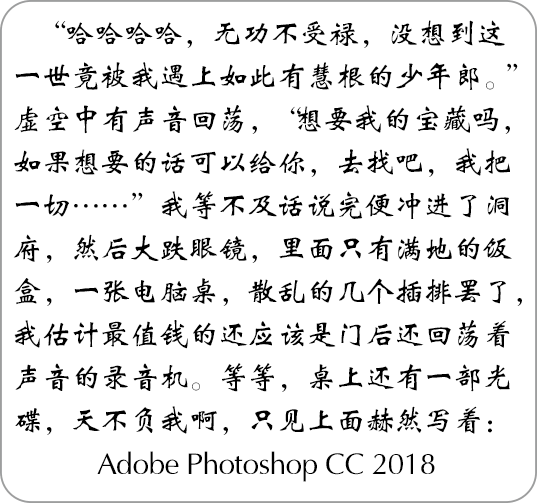 “哈哈哈哈，无功不受禄，没想到这
一世竟被我遇上如此有慧根的少年郎。”
虚空中有声音回荡，“想要我的宝藏吗，
如果想要的话可以给你，去找吧，我把
一切……”我等不及话说完便冲进了洞
府，然后大跌眼镜，里面只有满地的饭
盒，一张电脑桌，散乱的几个插排罢了，
我估计最值钱的还应该是门后还回荡着
声音的录音机。等等，桌上还有一部光
碟，天不负我啊，只见上面赫然写着：
Adobe Photoshop CC 2018